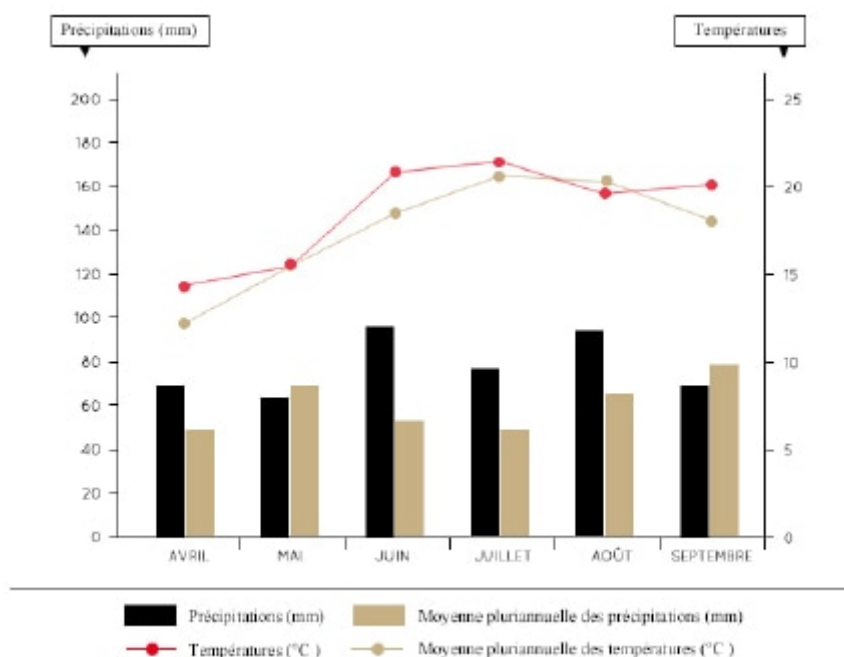 Précipitations (mm) Températures
200 25
180
160 20
140
120 15
100
80 10
60
40 5
20
0 0
AVRIL MAI JUIN JUILLET AOÛT SEPTEMBRE
Précipitations (mm) Moyenne pluriannuelle des précipitations (mm)
Températures (°C ) Moyenne pluriannuelle des températures (°C )